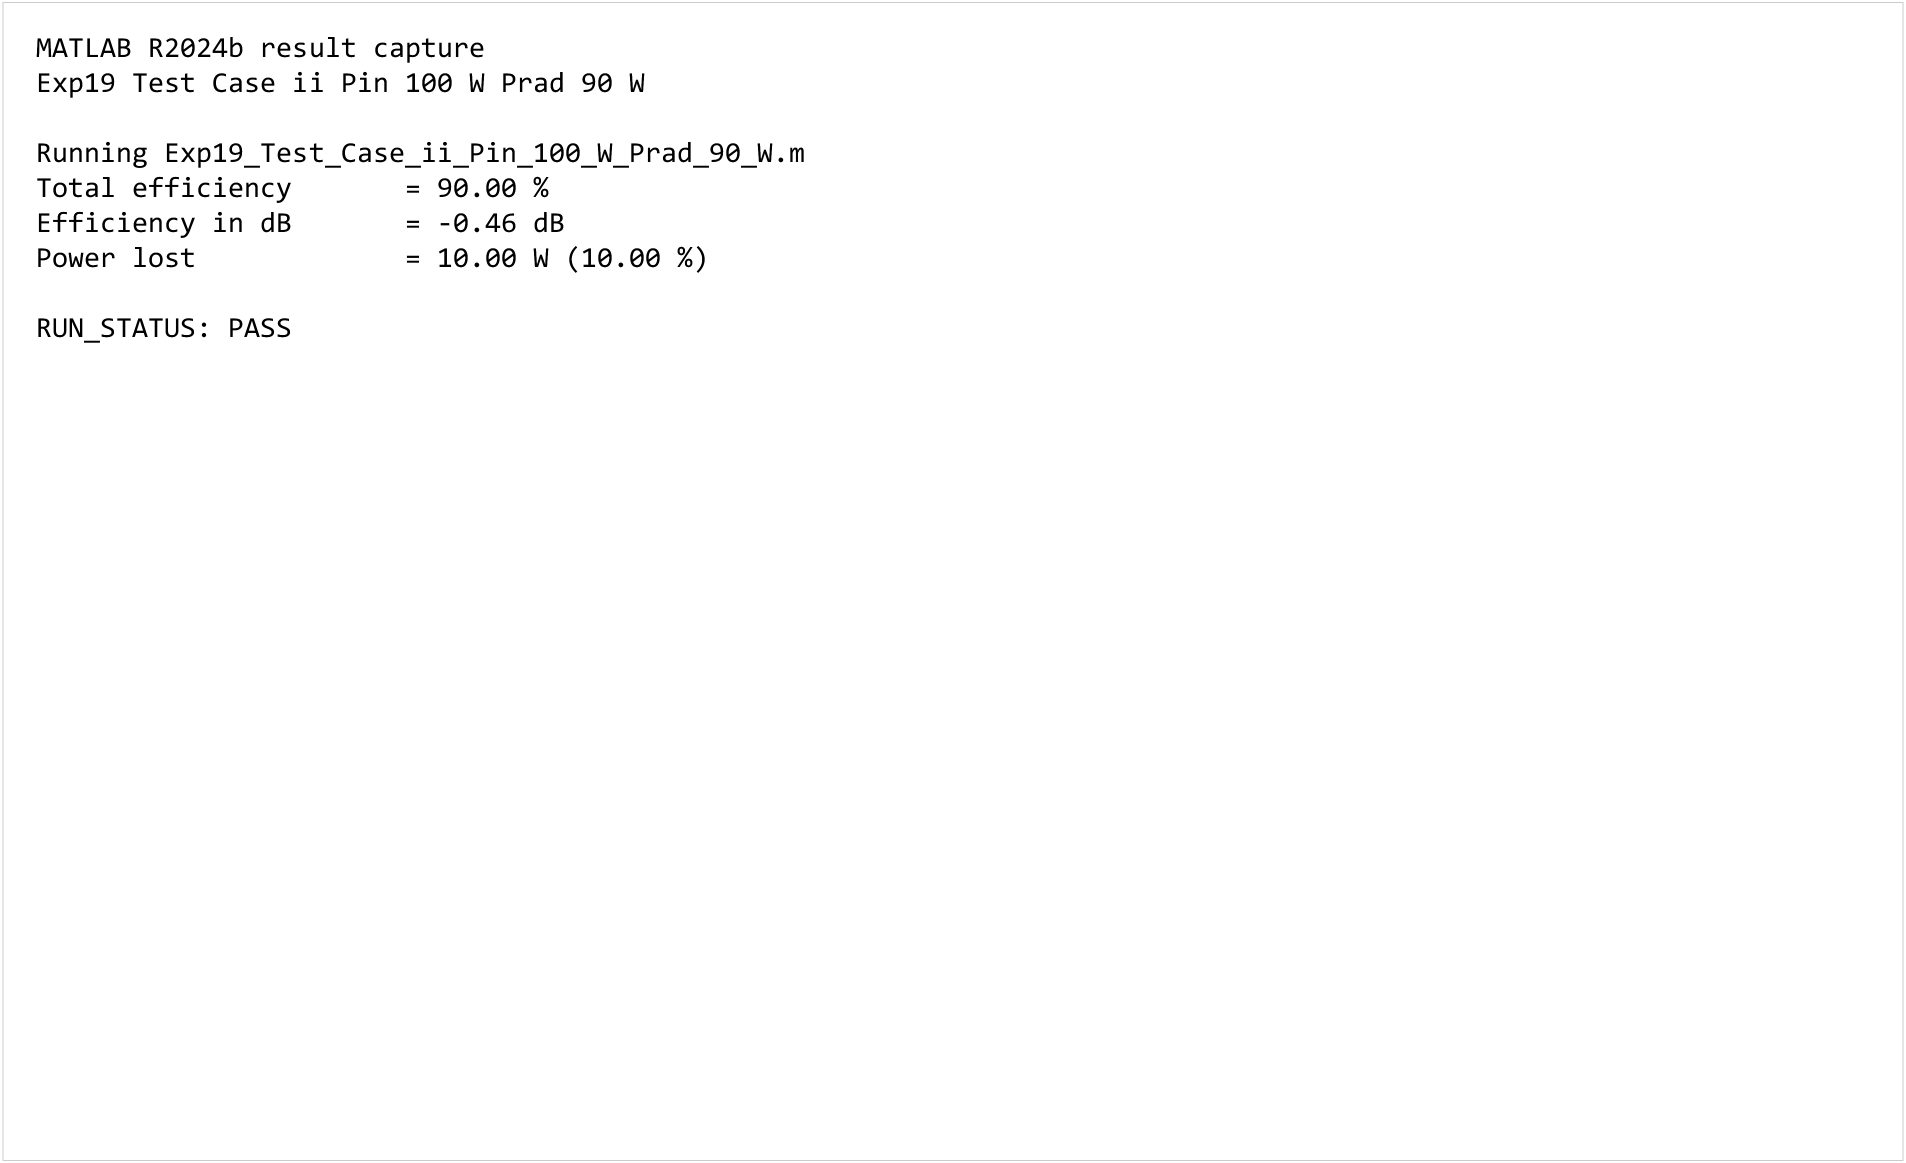 MATLAB R2024b result capture
Exp19 Test Case ii Pin 100 W Prad 90 W
Running Exp19_Test_Case_ii_Pin_100_W_Prad_90_W.m
Total efficiency = 90.00 %
Efficiency in dB = -0.46 dB
Power lost = 10.00 W (10.00 %)
RUN_STATUS: PASS